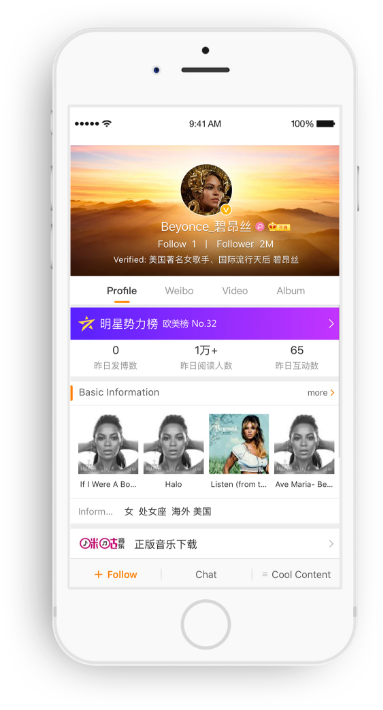 9:41 AM 100%
Beyonce_碧昂丝
Follow 1 | Follower 2M
Verified: 美国著名女歌手、国际流行天后 碧昂丝
Profile Weibo Video Album
明星势力榜 欧美榜 No.32
0 1万+ 65
昨日发博数 昨日阅读人数 昨日互动数
Basic Information more >
If I Were A Bo... Halo Listen (from t... Ave Maria- Be...
Inform... 女 处女座 海外 美国
咪咕 正版音乐下载
+ Follow Chat Cool Content